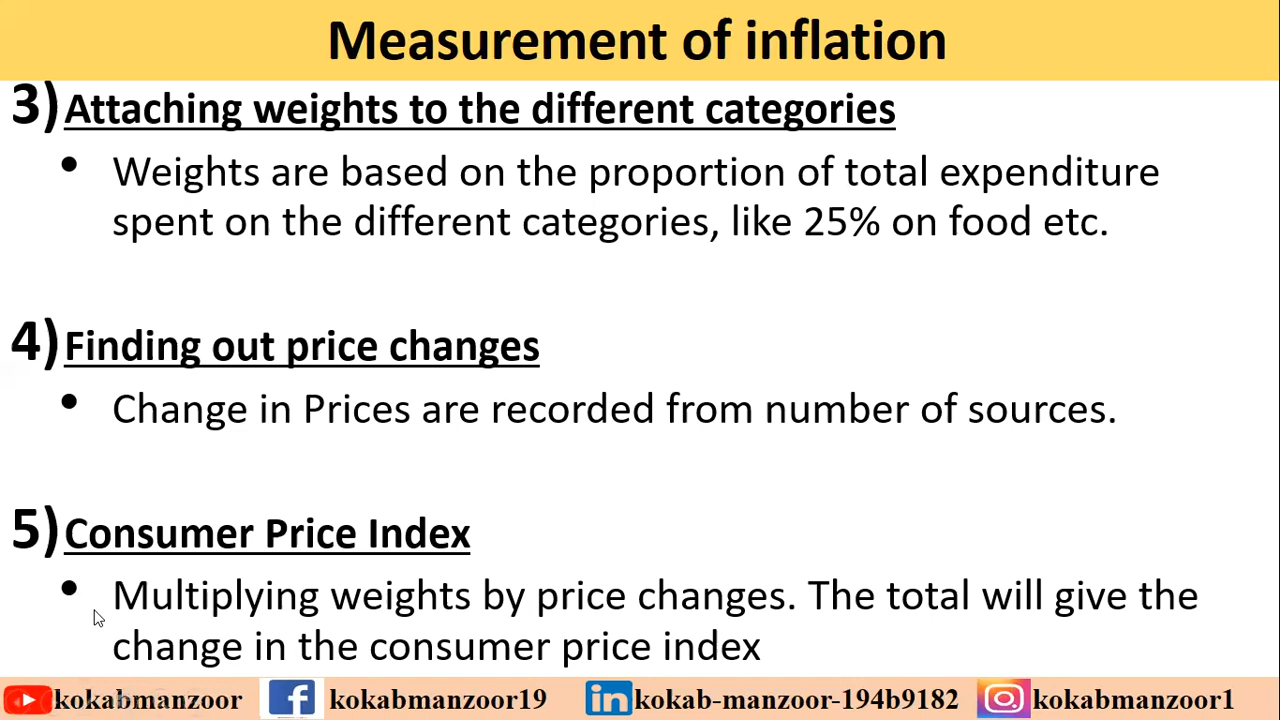 Measurement of inflation
3) Attaching weights to the different categories
• Weights are based on the proportion of total expenditure
spent on the different categories, like 25% on food etc.
4) Finding out price changes
• Change in Prices are recorded from number of sources.
5) Consumer Price Index
• Multiplying weights by price changes. The total will give the
change in the consumer price index
kokabmanzoor kokabmanzoor19 kokab-manzoor-194b9182 kokabmanzoor1